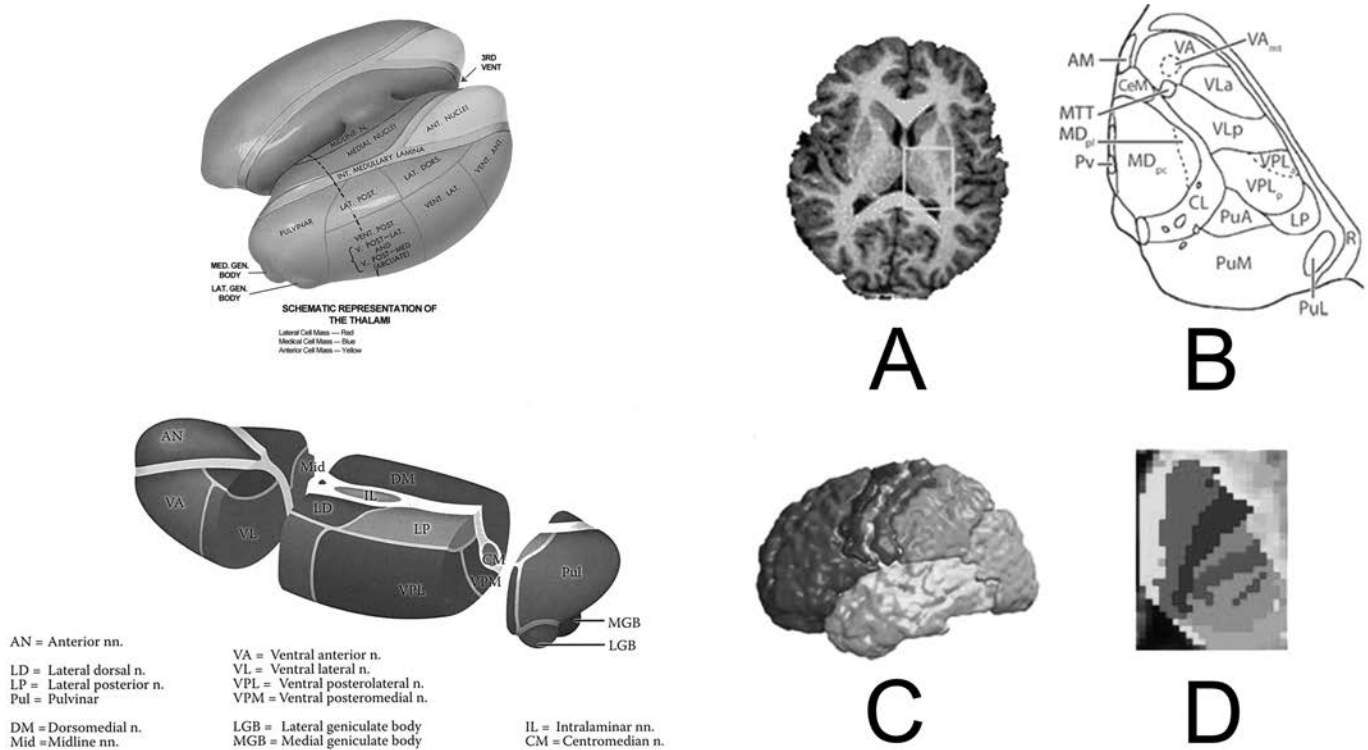 3RD
VENT
MIDLINE N.
MEDIAL NUCLEI
ANT. NUCLEI
INT. MEDULLARY LAMINA
LAT. DORS.
VENT. ANT.
LAT. POST.
VENT. LAT.
PULVINAR
VENT. POST.
V. POST-LAT.
AND
V. POST-MED
(ARCUATE)
MED. GEN.
BODY
LAT. GEN.
BODY
SCHEMATIC REPRESENTATION OF
THE THALAMI
Lateral Cell Mass --- Red
Medical Cell Mass --- Blue
Anterior Cell Mass --- Yellow
A
AM
VA
VAmt
CeM
VLa
MTT
VLp
MDpl
Pv
MDpc
VPL
VPLp
CL
PuA
LP
R
PuM
PuL
B
AN
Mid
DM
IL
VA
LD
VL
LP
CM
VPM
VPL
Pul
MGB
LGB
AN = Anterior nn.
LD = Lateral dorsal n.
LP = Lateral posterior n.
Pul = Pulvinar
DM = Dorsomedial n.
Mid = Midline nn.
VA = Ventral anterior n.
VL = Ventral lateral n.
VPL = Ventral posterolateral n.
VPM = Ventral posteromedial n.
LGB = Lateral geniculate body
MGB = Medial geniculate body
IL = Intralaminar nn.
CM = Centromedian n.
C
D